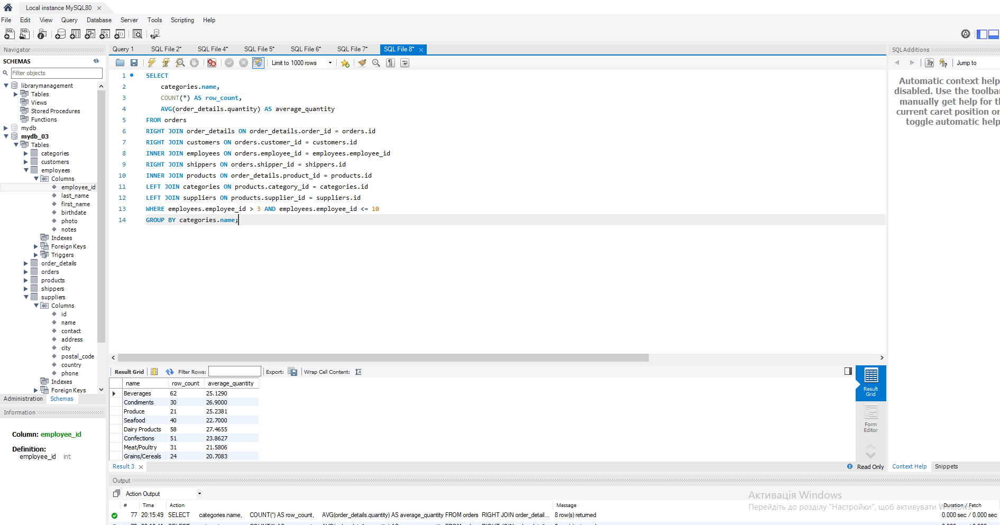 Local instance MySQL80
File Edit View Query Database Server Tools Scripting Help
Navigator
SCHEMAS
Filter objects
librarymanagement
Tables
Views
Stored Procedures
Functions
mydb
mydb_03
Tables
categories
customers
employees
Columns
employee_id
last_name
first_name
birthdate
photo
notes
Indexes
Foreign Keys
Triggers
order_details
orders
products
shippers
suppliers
Columns
id
name
contact
address
city
postal_code
country
phone
Indexes
Foreign Keys
Administration Schemas
Information
Column: employee_id
Definition:
employee_id int
Query 1 SQL File 2* SQL File 4* SQL File 5* SQL File 6* SQL File 7* SQL File 8*
Limit to 1000 rows
1 SELECT
2 categories.name,
3 COUNT(*) AS row_count,
4 AVG(order_details.quantity) AS average_quantity
5 FROM orders
6 RIGHT JOIN order_details ON order_details.order_id = orders.id
7 RIGHT JOIN customers ON orders.customer_id = customers.id
8 INNER JOIN employees ON orders.employee_id = employees.employee_id
9 RIGHT JOIN shippers ON orders.shipper_id = shippers.id
10 INNER JOIN products ON order_details.product_id = products.id
11 LEFT JOIN categories ON products.category_id = categories.id
12 LEFT JOIN suppliers ON products.supplier_id = suppliers.id
13 WHERE employees.employee_id > 3 AND employees.employee_id <= 10
14 GROUP BY categories.name;
Result Grid Filter Rows: Export: Wrap Cell Content:
name row_count average_quantity
Beverages 62 25.1290
Condiments 30 26.9000
Produce 21 25.2381
Seafood 40 22.7000
Dairy Products 58 27.4655
Confections 51 23.8627
Meat/Poultry 31 21.5806
Grains/Cereals 24 20.7083
Result Grid
Form Editor
Result 3
Read Only
SQLAdditions
Jump to
Automatic context help
disabled. Use the toolba
manually get help for t
current caret position or
toggle automatic help
Context Help Snippets
Output
Action Output
# Time Action Message Duration / Fetch
77 20:15:49 SELECT categories.name, COUNT(*) AS row_count, AVG(order_details.quantity) AS average_quantity FROM orders RIGHT JOIN order_detail... 8 row(s) returned 0.000 sec / 0.000 sec
Активація Windows
Перейдіть до розділу "Настройки", щоб активувати Windows.